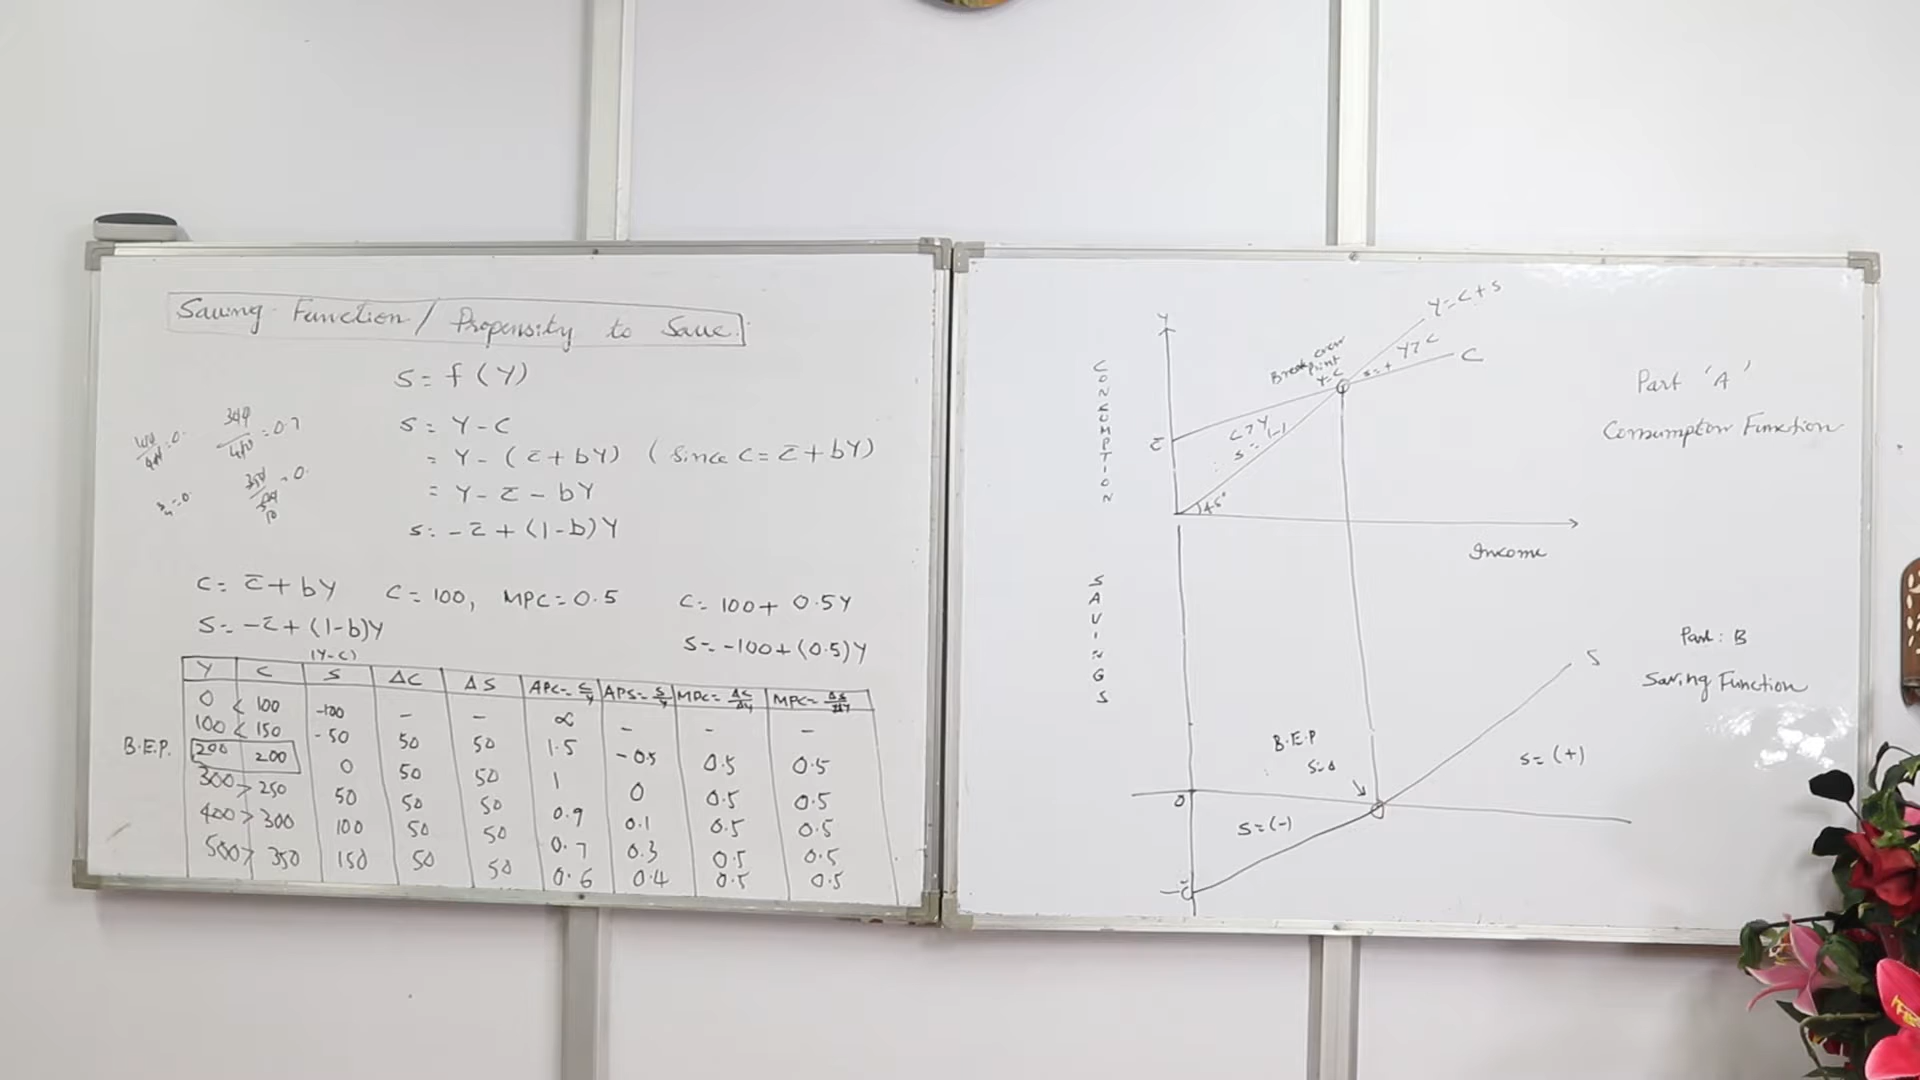 Saving Function / Propensity to Save.
S = f (Y)
S = Y - C
= Y - (c̄ + bY) (Since C = c̄ + bY)
= Y - c̄ - bY
S = - c̄ + (1-b)Y
C = c̄ + bY C = 100, MPC = 0.5 C = 100 + 0.5Y
S = - c̄ + (1-b)Y S = -100 + (0.5)Y
(Y-C)
Y C S ΔC ΔS APC = C/Y APS = S/Y MPC = ΔC/ΔY MPC = ΔS/ΔY
0 < 100 -100 - - ∝ - - -
100 < 150 -50 50 50 1.5 -0.5 0.5 0.5
B.E.P. 200 200 0 50 50 1 0 0.5 0.5
300 > 250 50 50 50 0.9 0.1 0.5 0.5
400 > 300 100 50 50 0.7 0.3 0.5 0.5
500 > 350 150 50 50 0.6 0.4 0.5 0.5
Y
CONSUMPTION
Y = C + S
Break even
point
Y=C
Y > C
S = +
C
c̄
C > Y
S = (-)
45°
Income
Part 'A'
Consumption Function
SAVINGS
S
Part: B
Saving Function
B.E.P
S=0
S = (+)
0
S = (-)
-c̄